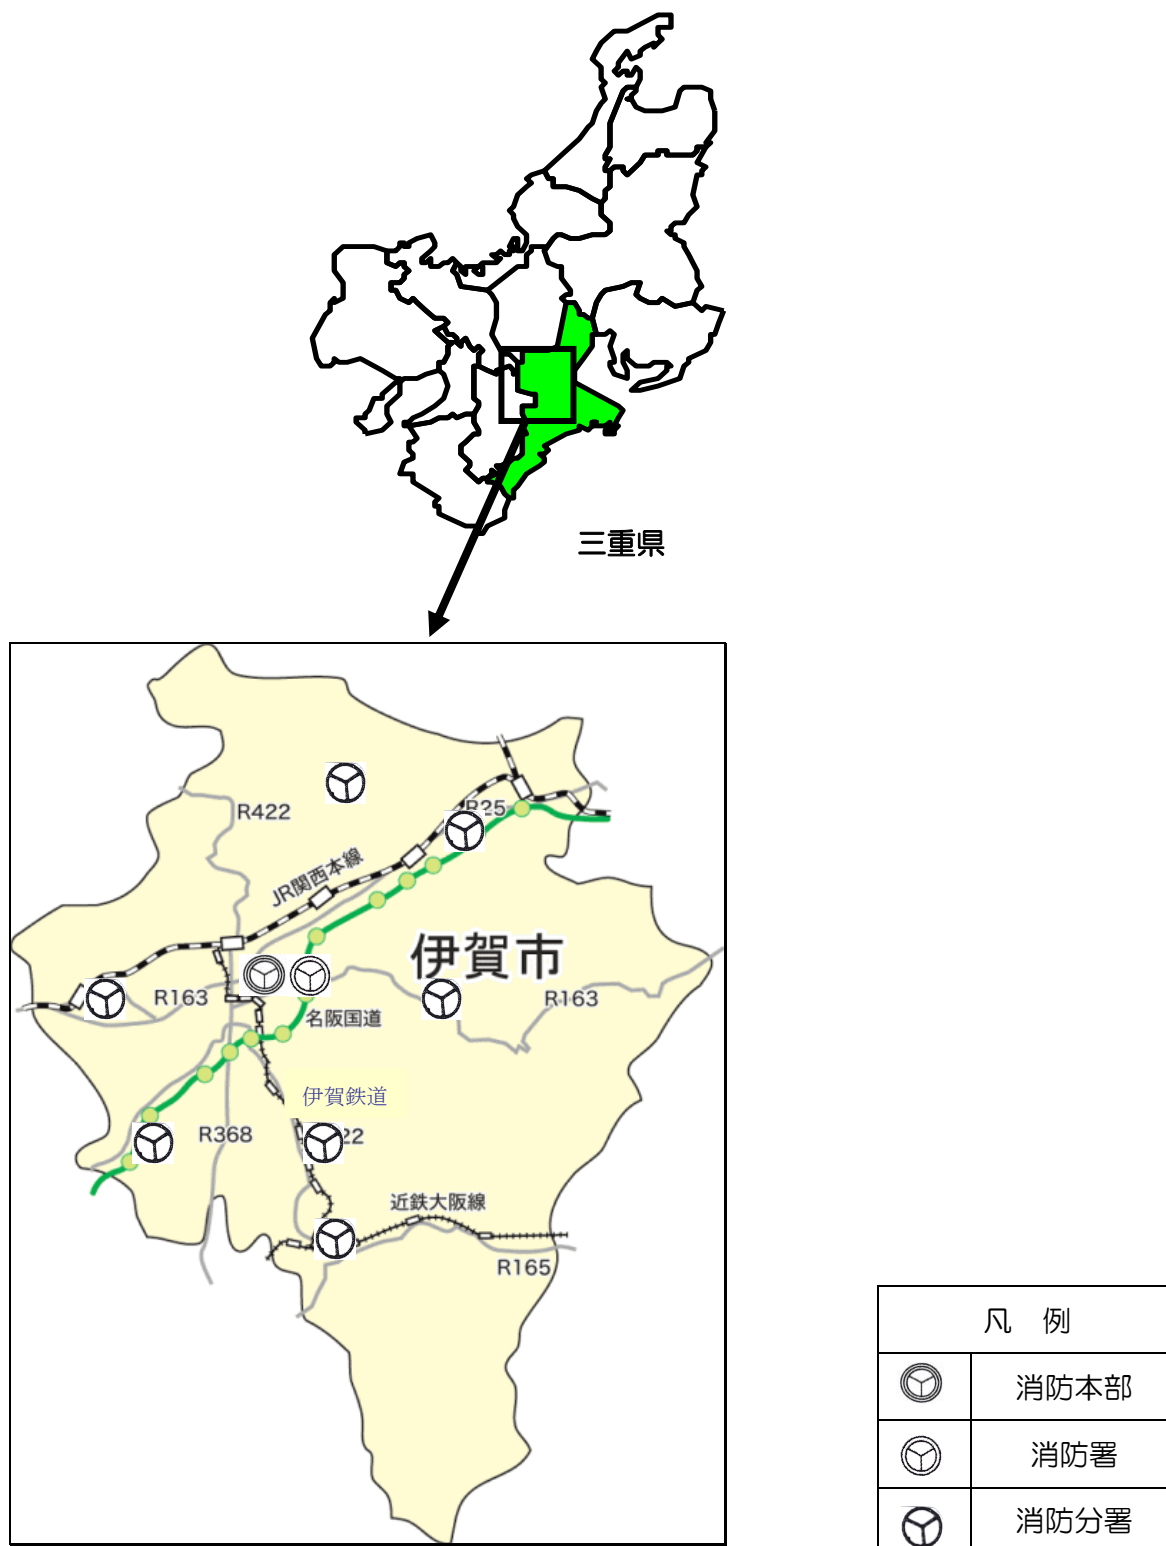 三重県
R422
R25
JR関西本線
伊賀市
R163
R163
名阪国道
伊賀鉄道
R368
22
近鉄大阪線
R165
凡 例
消防本部
消防署
消防分署